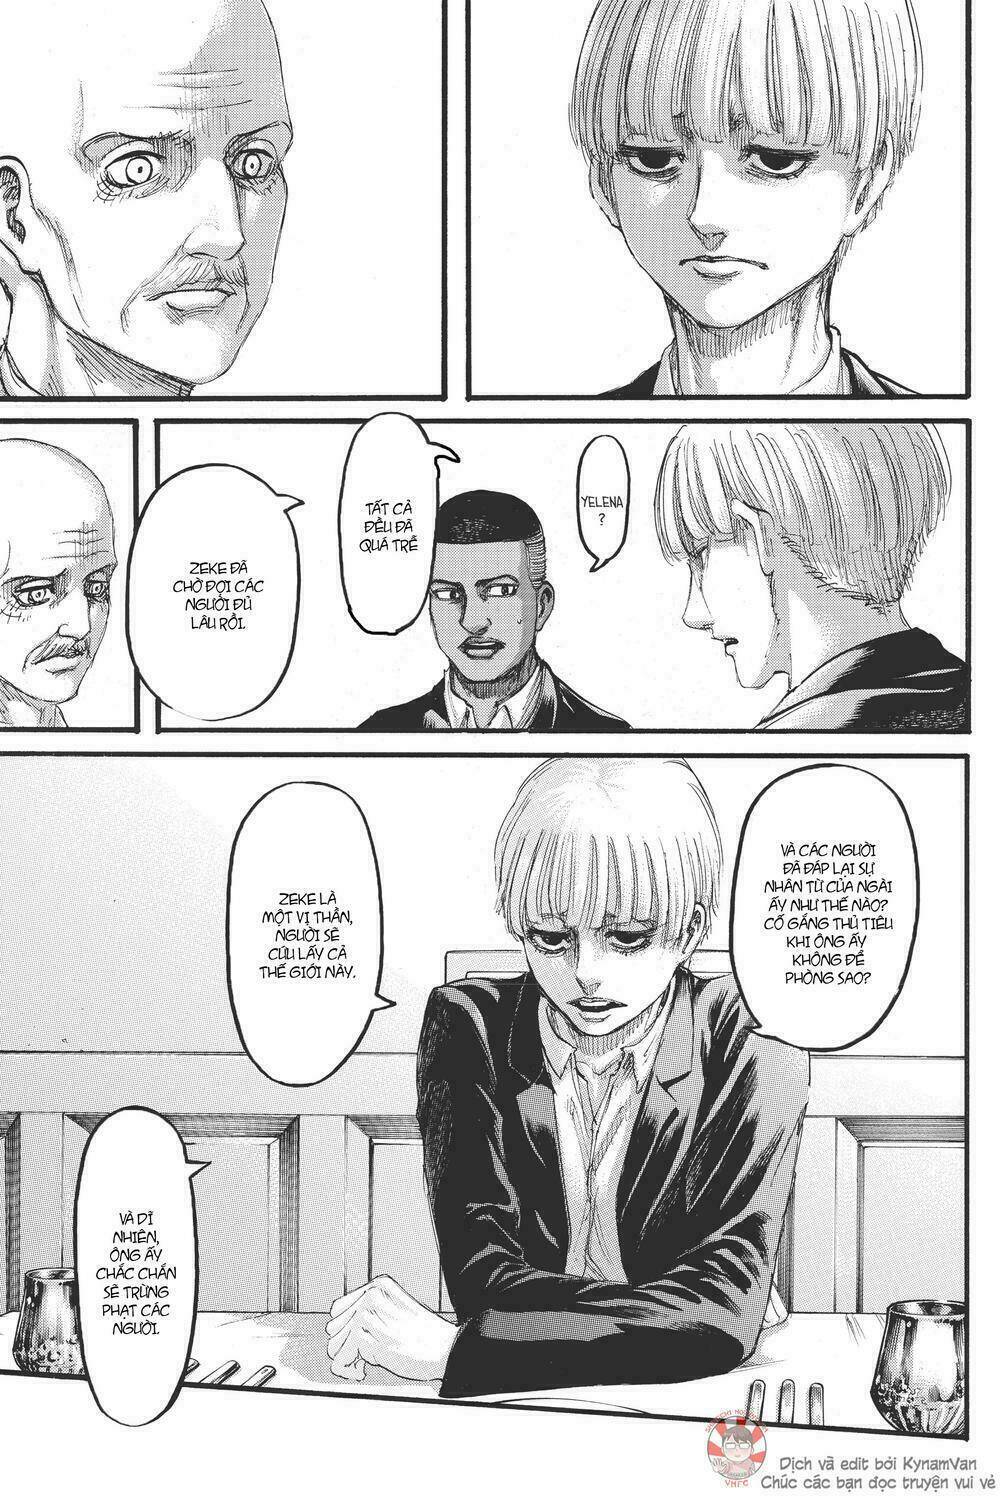 YELENA
?
TẤT CẢ
ĐỀU ĐÃ
QUÁ TRỄ
ZEKE ĐÃ
CHỜ ĐỢI CÁC
NGƯỜI ĐỦ
LÂU RỒI.
VÀ CÁC NGƯỜI
ĐÃ ĐÁP LẠI SỰ
NHÂN TỪ CỦA NGÀI
ẤY NHƯ THẾ NÀO?
CỐ GẮNG THỦ TIÊU
KHI ÔNG ẤY
KHÔNG ĐỀ
PHÒNG SAO?
ZEKE LÀ
MỘT VỊ THẦN,
NGƯỜI SẼ
CỨU LẤY CẢ
THẾ GIỚI NÀY.
VÀ DĨ
NHIÊN,
ÔNG ẤY
CHẮC CHẮN
SẼ TRỪNG
PHẠT CÁC
NGƯỜI.
VHFC
Dịch và edit bởi KynamVan
Chúc các bạn đọc truyện vui vẻ